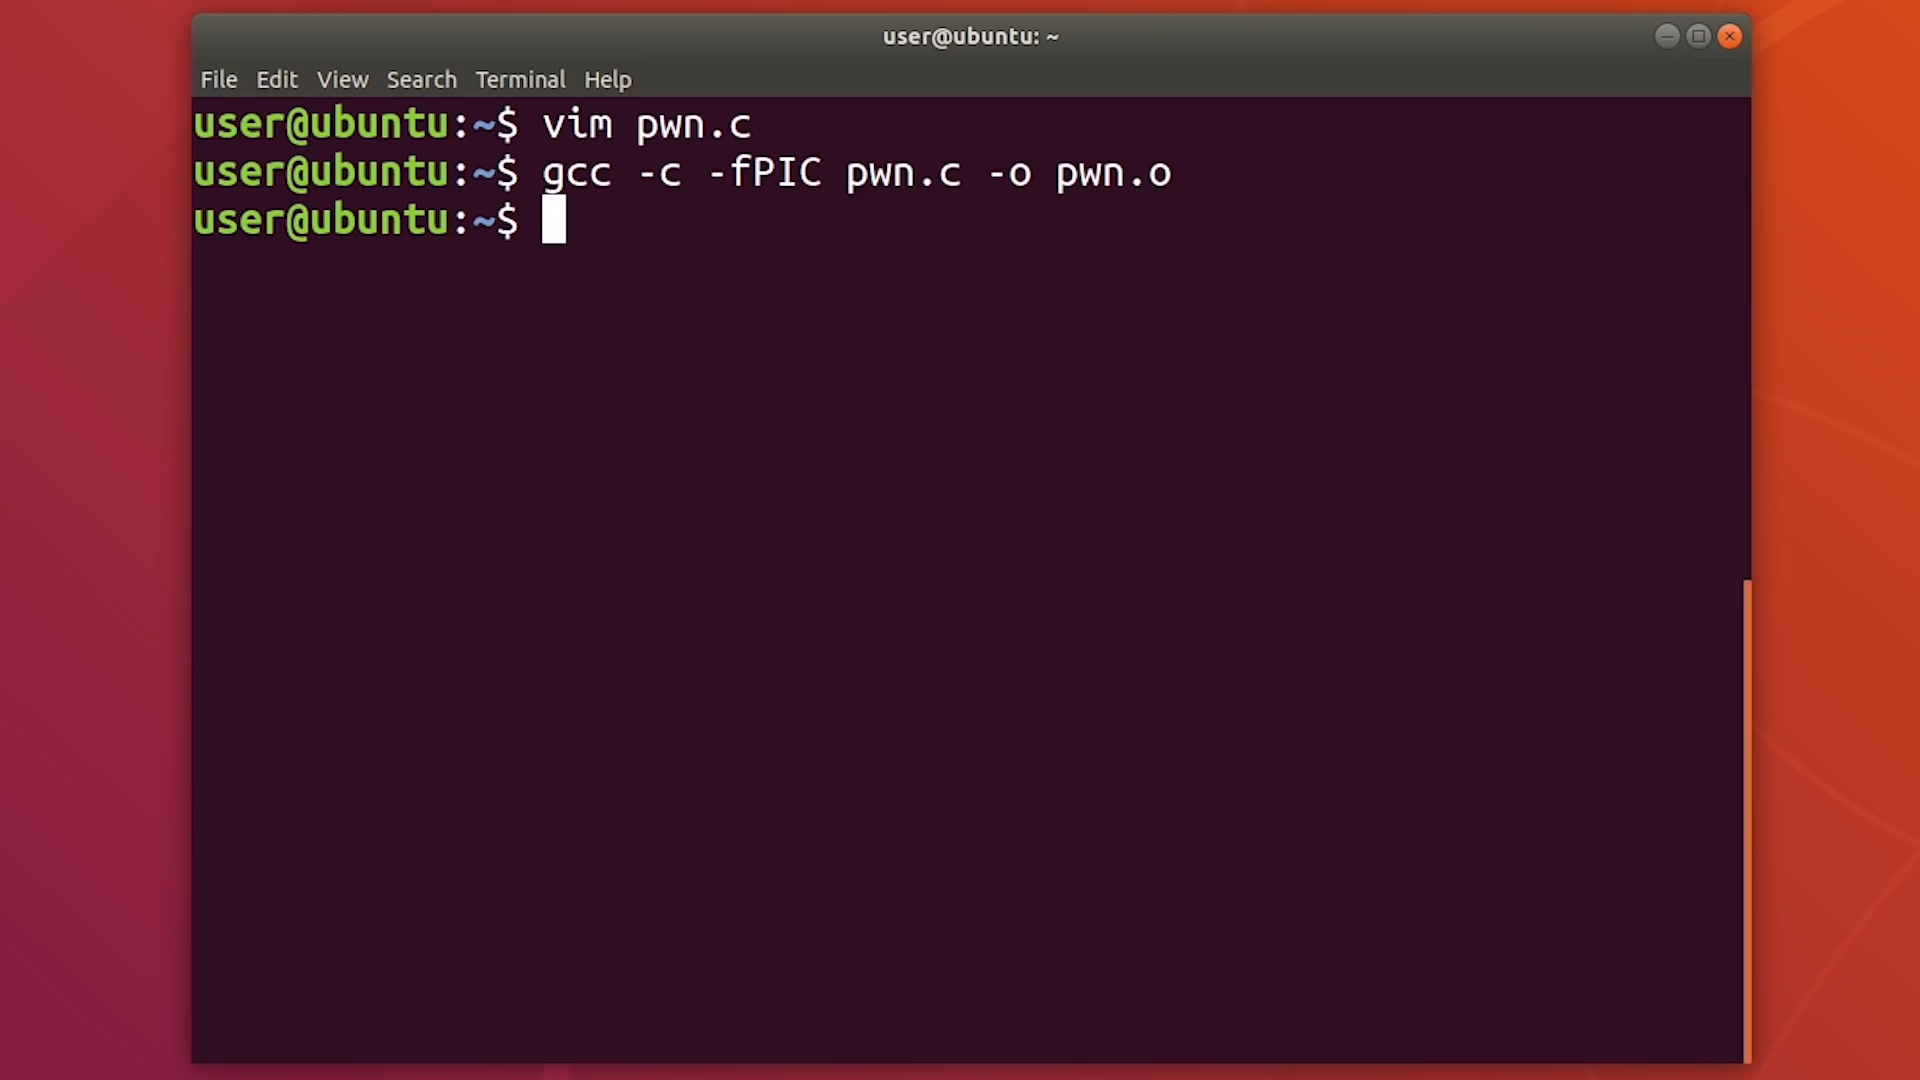 user@ubuntu: ~
File Edit View Search Terminal Help
user@ubuntu:~$ vim pwn.c
user@ubuntu:~$ gcc -c -fPIC pwn.c -o pwn.o
user@ubuntu:~$